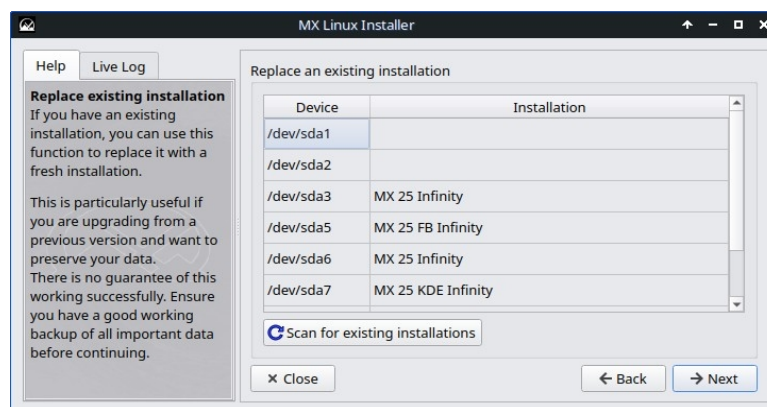 MX Linux Installer
Help
Live Log
Replace existing installation
If you have an existing
installation, you can use this
function to replace it with a
fresh installation.
This is particularly useful if
you are upgrading from a
previous version and want to
preserve your data.
There is no guarantee of this
working successfully. Ensure
you have a good working
backup of all important data
before continuing.
Replace an existing installation
Device Installation
/dev/sda1
/dev/sda2
/dev/sda3 MX 25 Infinity
/dev/sda5 MX 25 FB Infinity
/dev/sda6 MX 25 Infinity
/dev/sda7 MX 25 KDE Infinity
Scan for existing installations
Close
Back
Next